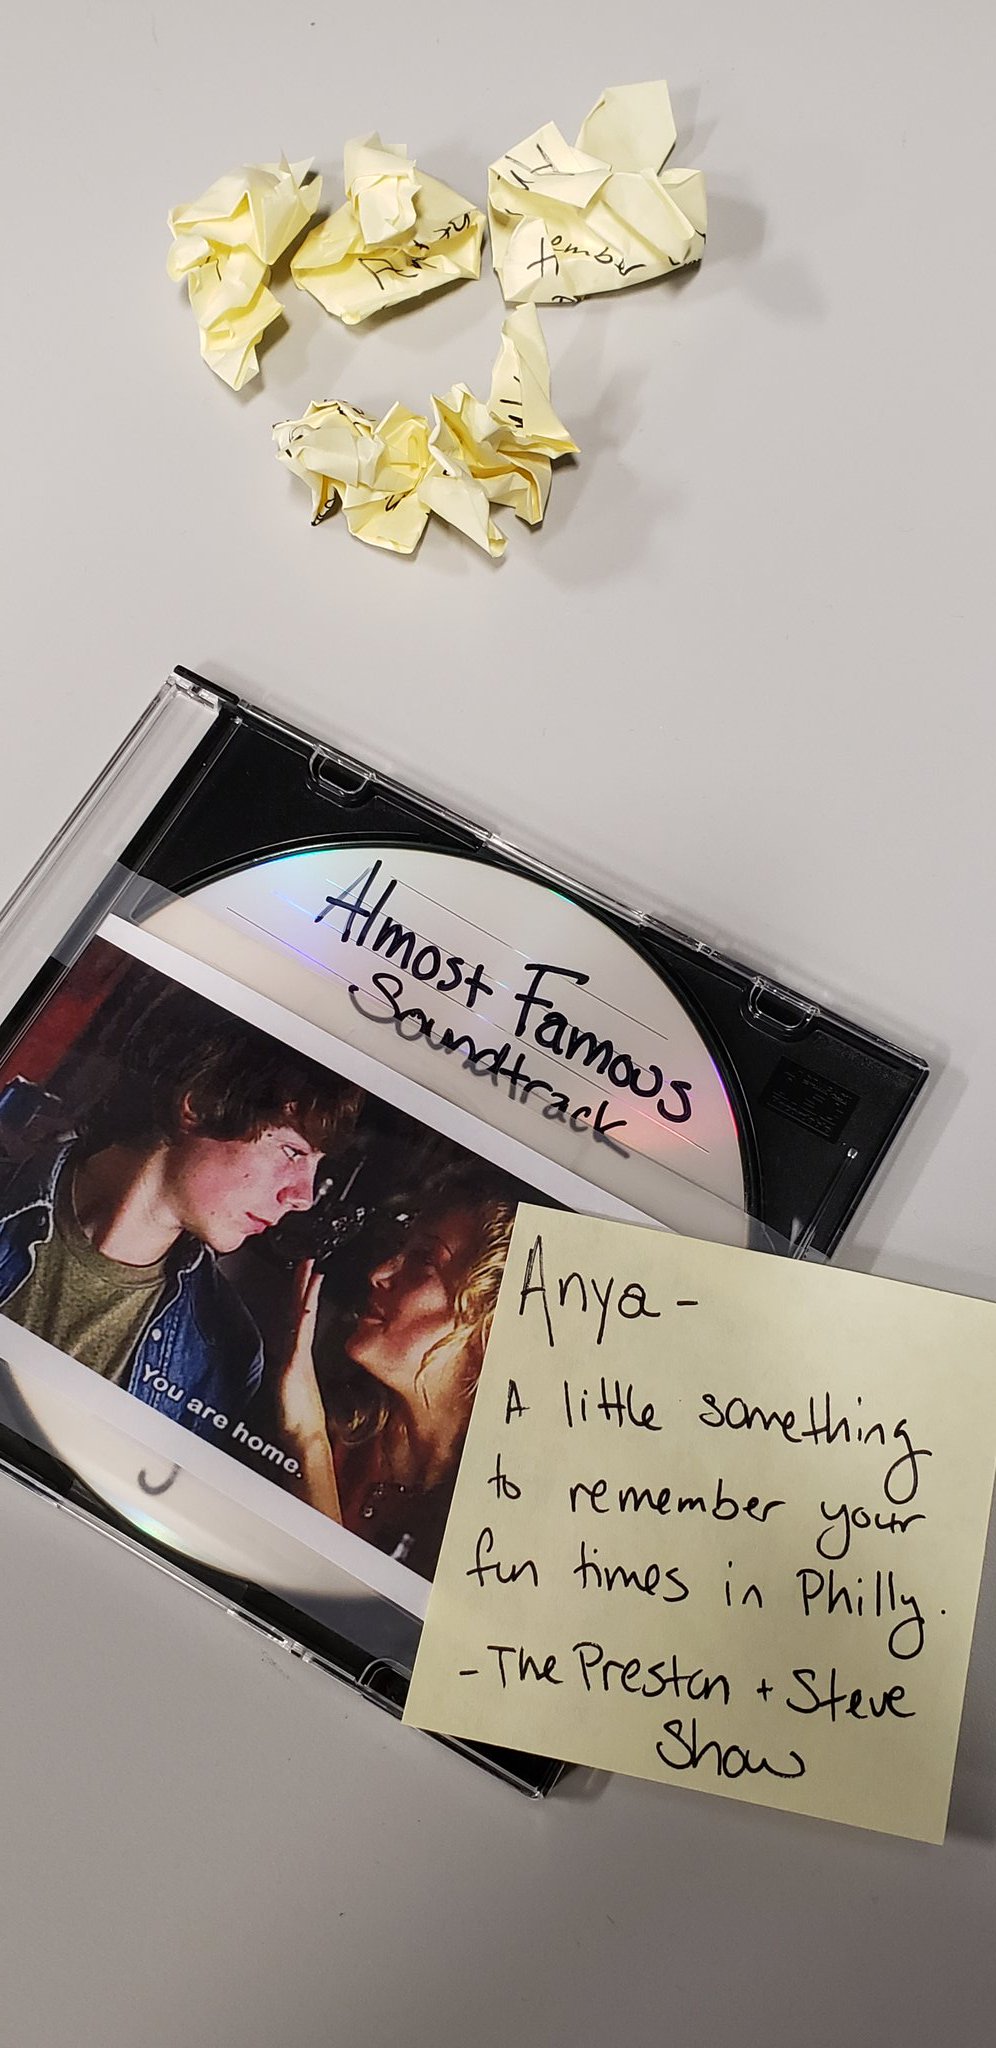 Almost Famous
Soundtrack
You are home.
Anya-
A little something
to remember your
fun times in Philly.
-The Preston + Steve
Show